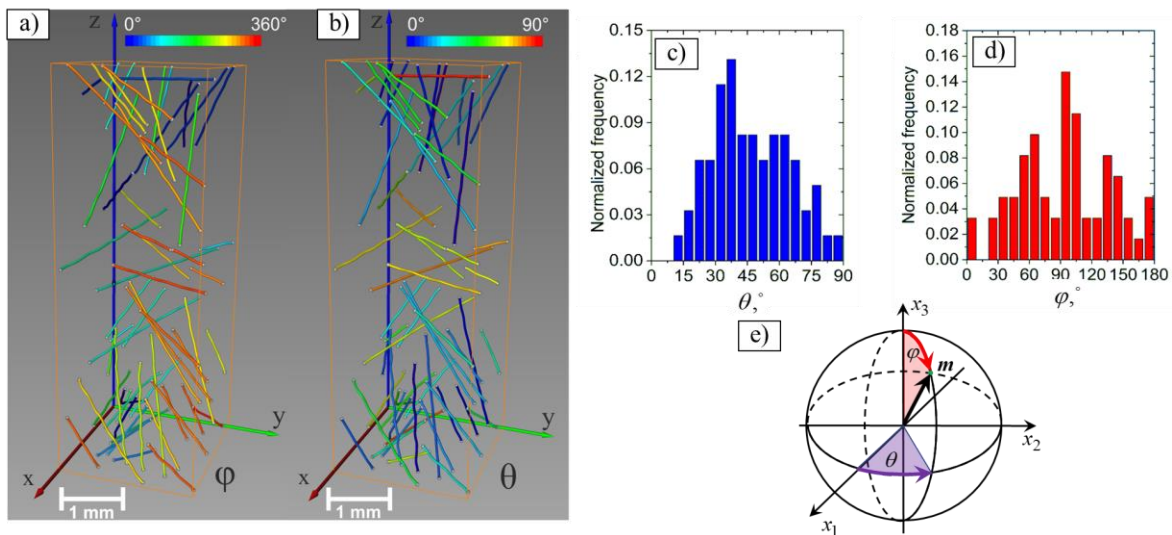 a)
z
0° 360°
b)
z
0° 90°
x
y
φ
1 mm
x
y
θ
1 mm
c)
Normalized frequency
0.15
0.12
0.09
0.06
0.03
0.00
0 15 30 45 60 75 90
θ,°
d)
Normalized frequency
0.18
0.16
0.14
0.12
0.10
0.08
0.06
0.04
0.02
0.00
0 30 60 90 120 150 180
φ,°
e)
x3
φ
m
x2
θ
x1